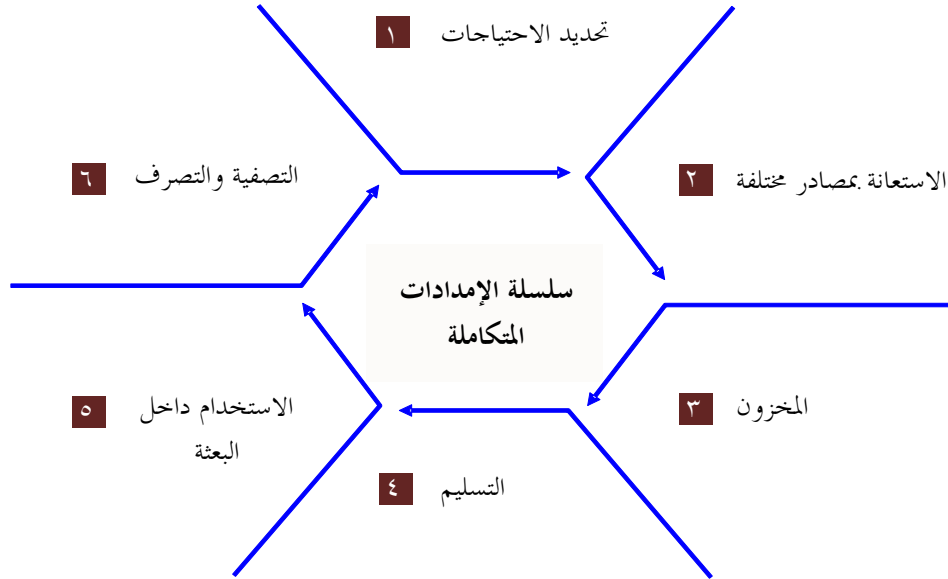 ١ تحديد الاحتياجات
٢ الاستعانة بمصادر مختلفة
٣ المخزون
٤ التسليم
٥ الاستخدام داخل
البعثة
٦ التصفية والتصرف
سلسلة الإمدادات
المتكاملة